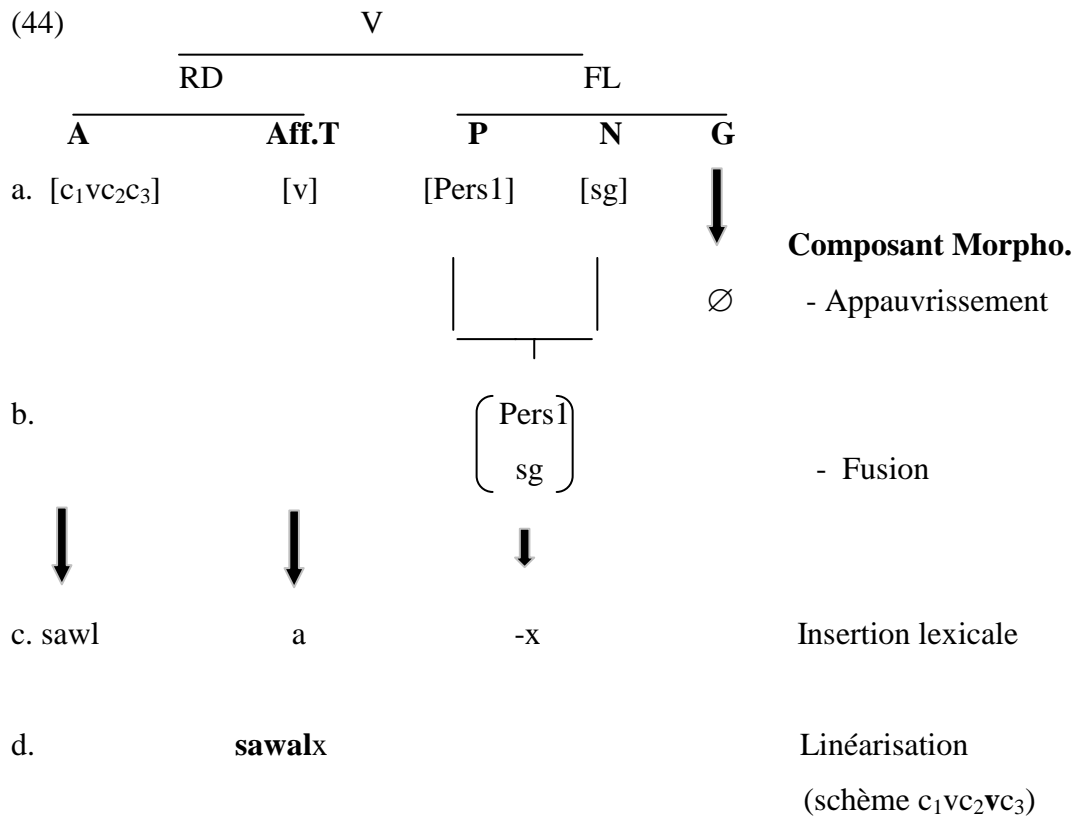 (44) V
RD FL
A Aff.T P N G
a. [c₁vc₂c₃] [v] [Pers1] [sg]
Composant Morpho.
∅ - Appauvrissement
b. Pers1
sg - Fusion
c. sawl a -x Insertion lexicale
d. sawalx Linéarisation
(schème c₁vc₂vc₃)